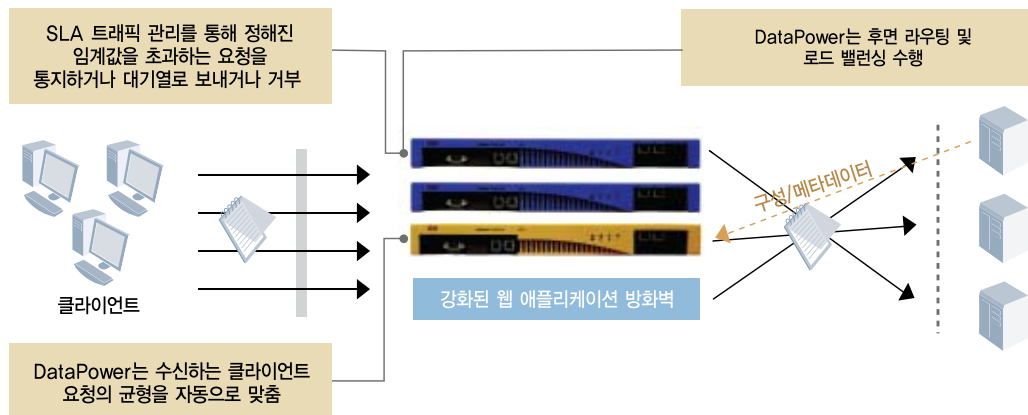 SLA 트래픽 관리를 통해 정해진
임계값을 초과하는 요청을
통지하거나 대기열로 보내거나 거부
DataPower는 후면 라우팅 및
로드 밸런싱 수행
구성/메타데이터
클라이언트
강화된 웹 애플리케이션 방화벽
DataPower는 수신하는 클라이언트
요청의 균형을 자동으로 맞춤